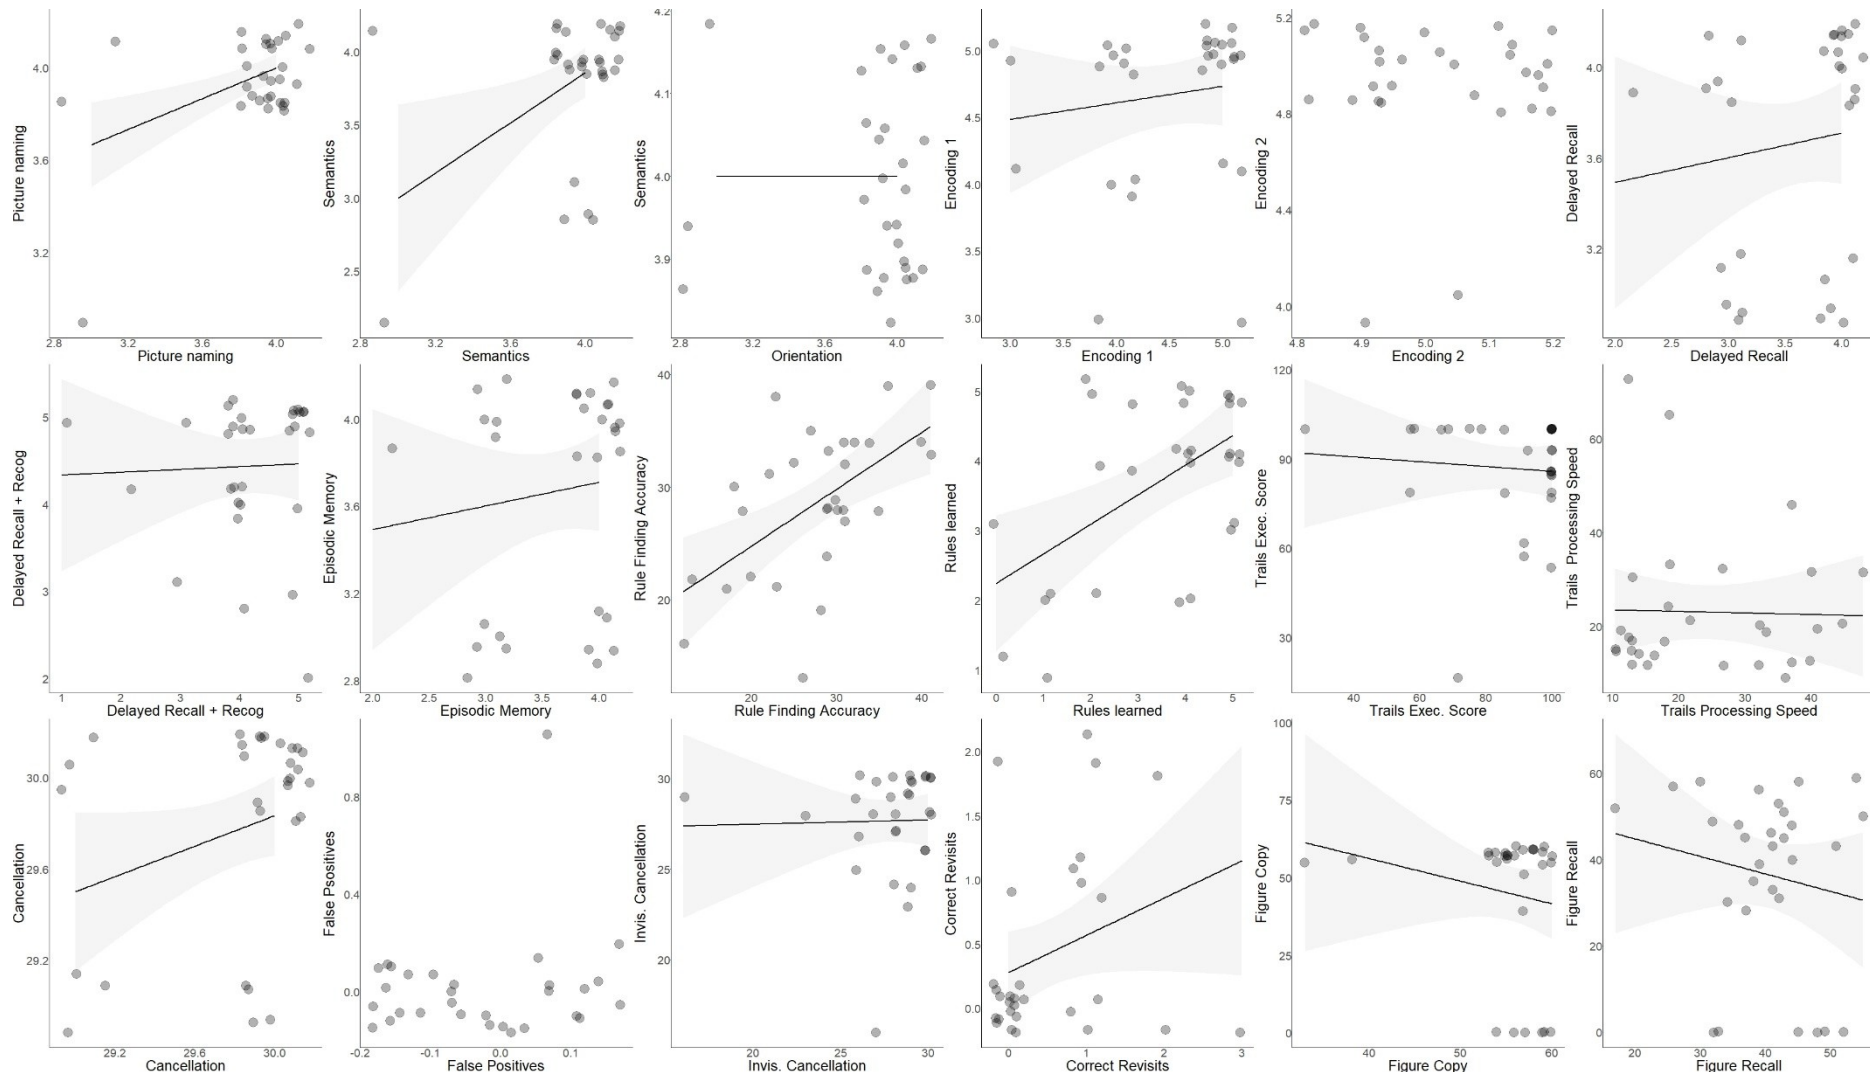 Picture naming
4.0
3.6
3.2
2.8 3.2 3.6 4.0
Picture naming
Semantics
4.0
3.5
3.0
2.5
2.8 3.2 3.6 4.0
Semantics
Semantics
4.2
4.1
4.0
3.9
2.8 3.2 3.6 4.0
Orientation
Encoding 1
5.0
4.5
4.0
3.5
3.0
3.0 3.5 4.0 4.5 5.0
Encoding 1
Encoding 2
5.2
4.8
4.4
4.0
4.8 4.9 5.0 5.1 5.2
Encoding 2
Delayed Recall
4.0
3.6
3.2
2.0 2.5 3.0 3.5 4.0
Delayed Recall
Delayed Recall + Recog
5
4
3
2
1 2 3 4 5
Delayed Recall + Recog
Episodic Memory
4.0
3.6
3.2
2.8
2.0 2.5 3.0 3.5 4.0
Episodic Memory
Rule Finding Accuracy
40
30
20
20 30 40
Rule Finding Accuracy
Rules learned
5
4
3
2
1
0 1 2 3 4 5
Rules learned
Trails Exec. Score
120
90
60
30
40 60 80 100
Trails Exec. Score
Trails Processing Speed
60
40
20
10 20 30 40
Trails Processing Speed
Cancellation
30.0
29.6
29.2
29.2 29.6 30.0
Cancellation
False Psositives
0.8
0.4
0.0
-0.2 -0.1 0.0 0.1
False Positives
Invis. Cancellation
30
25
20
20 25 30
Invis. Cancellation
Correct Revisits
2.0
1.5
1.0
0.5
0.0
0 1 2 3
Correct Revisits
Figure Copy
100
75
50
25
0
40 50 60
Figure Copy
Figure Recall
60
40
20
0
20 30 40 50
Figure Recall